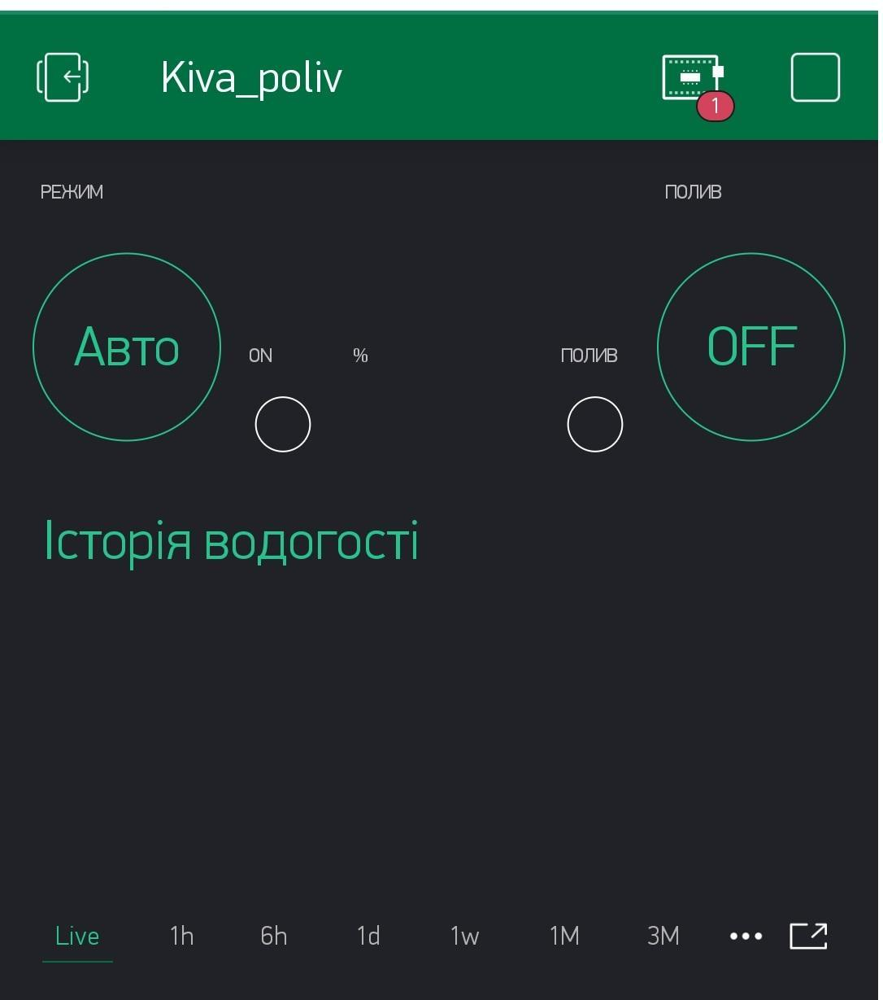 Kiva_poliv
1
РЕЖИМ
ПОЛИВ
Авто
ON
%
ПОЛИВ
OFF
Історія водогості
Live 1h 6h 1d 1w 1M 3M